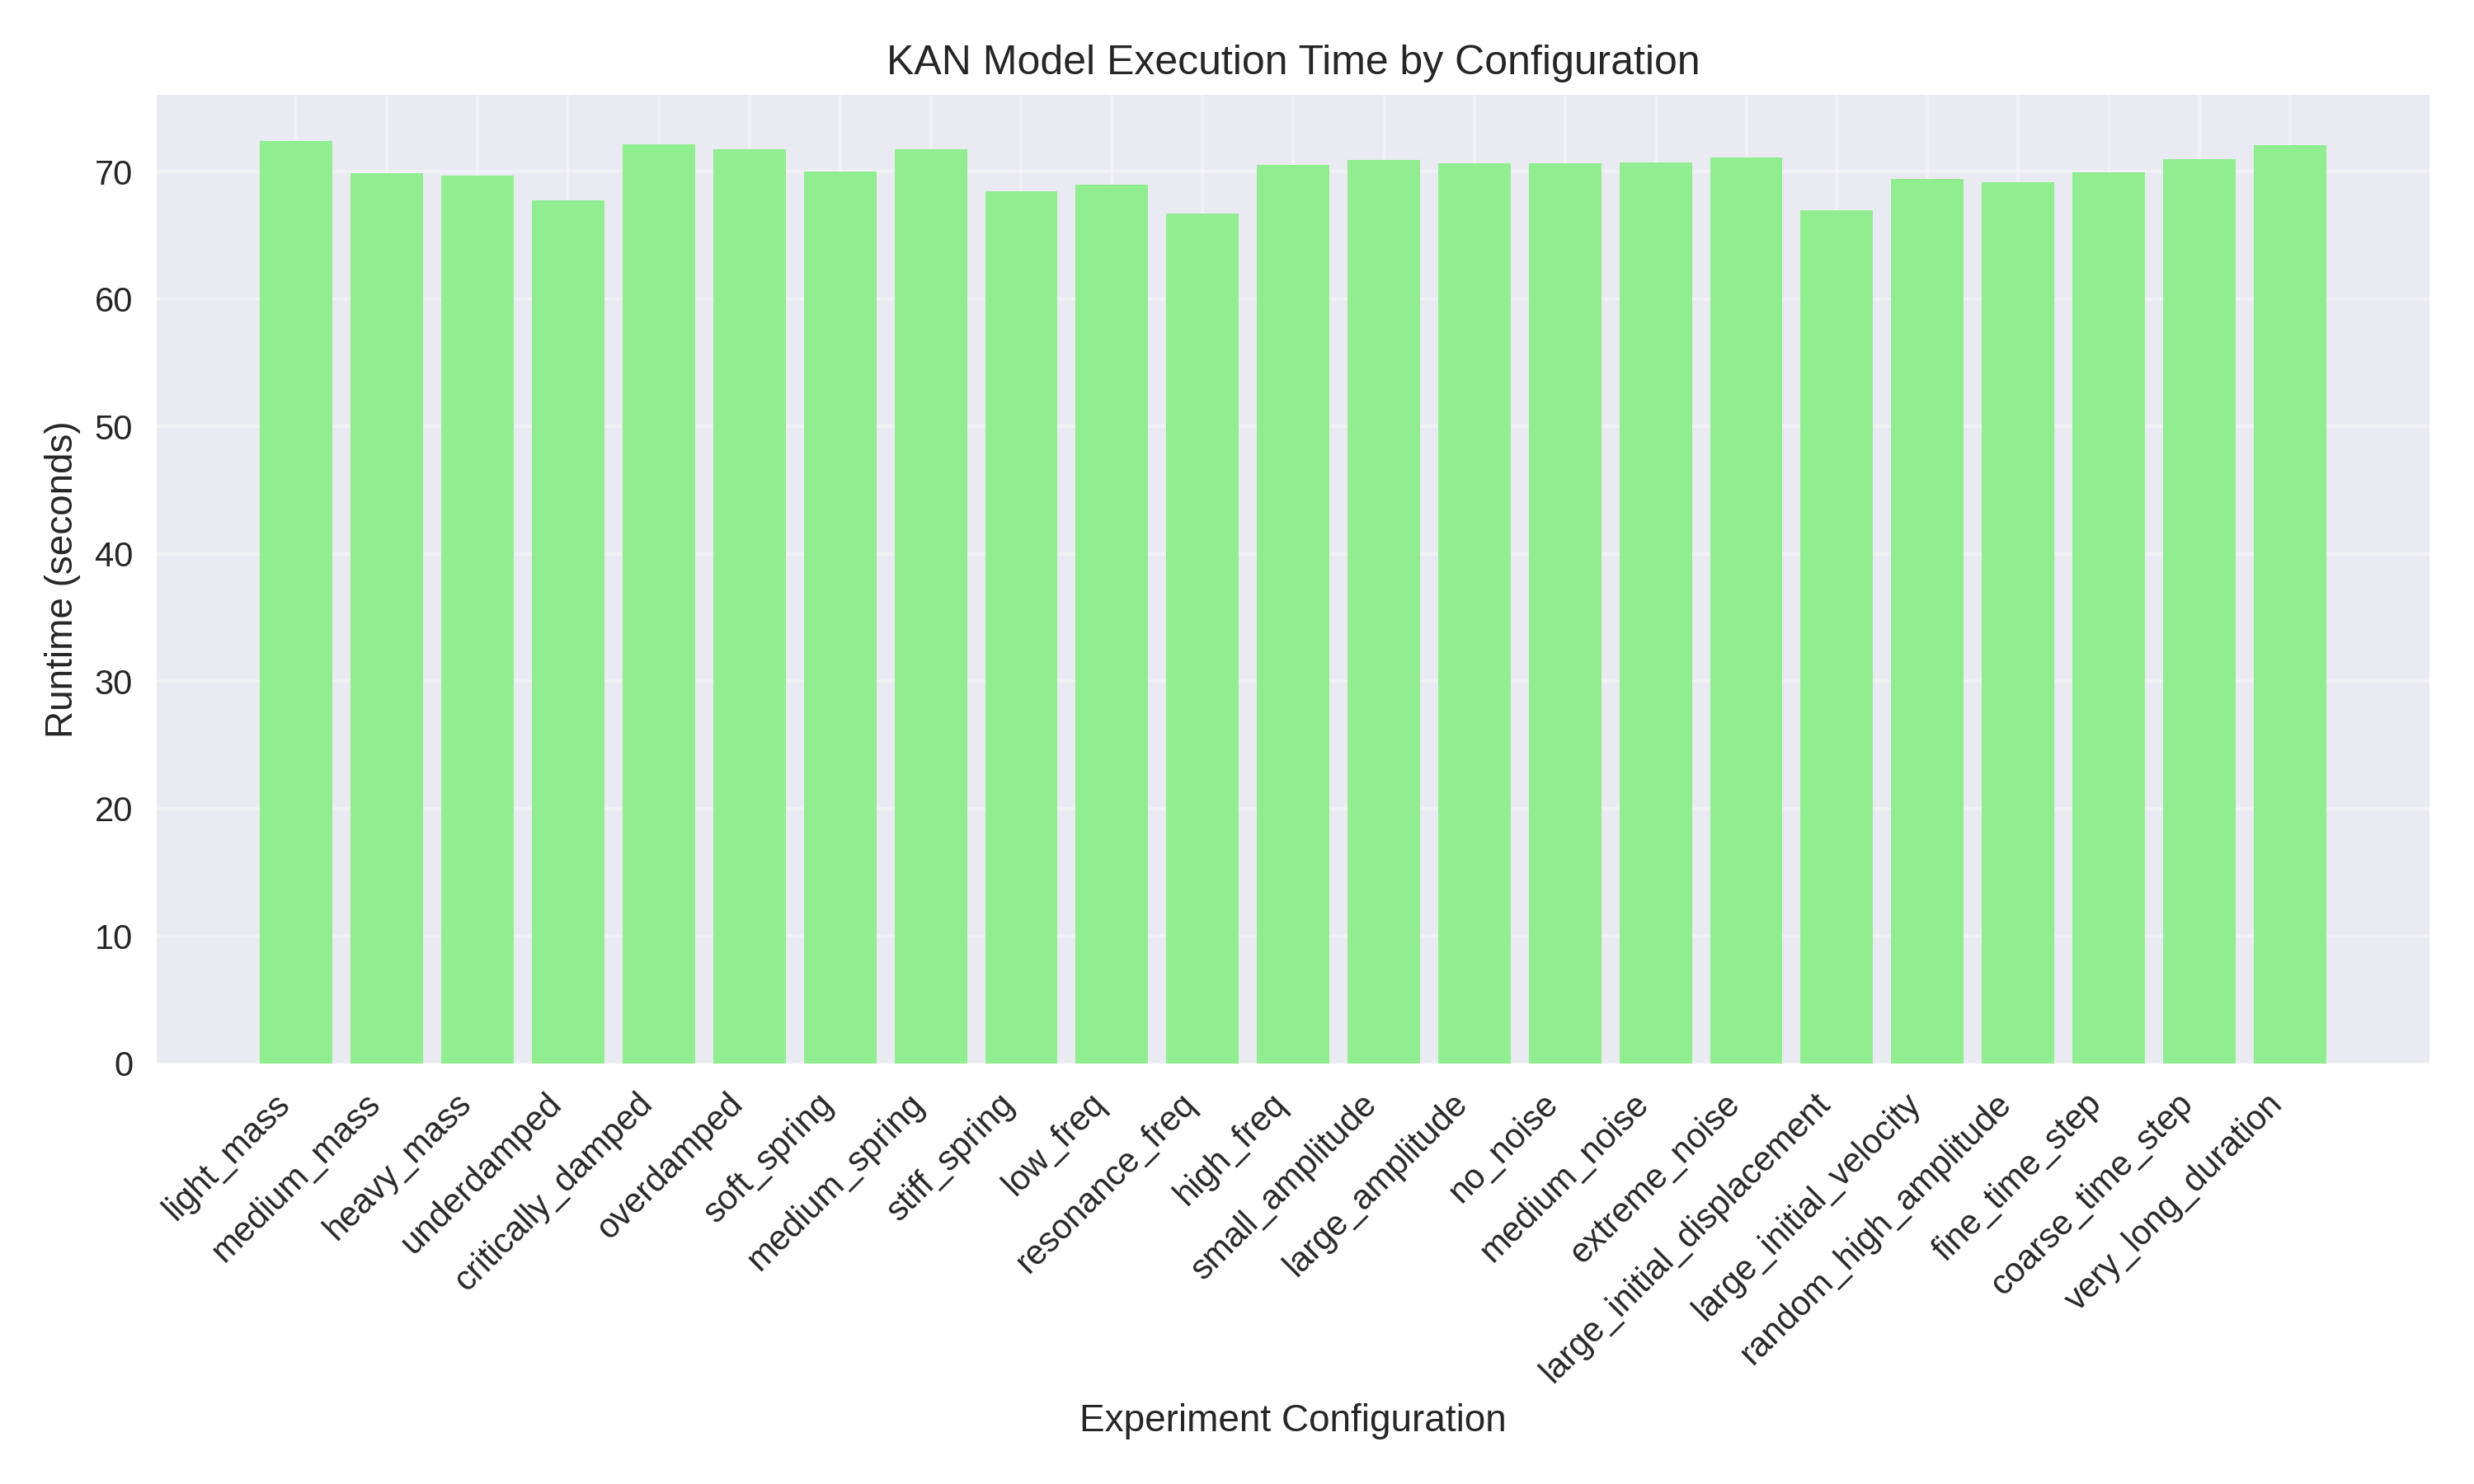 KAN Model Execution Time by Configuration
Runtime (seconds)
70
60
50
40
30
20
10
0
light_mass
medium_mass
heavy_mass
underdamped
critically_damped
overdamped
soft_spring
medium_spring
stiff_spring
low_freq
resonance_freq
high_freq
small_amplitude
large_amplitude
no_noise
medium_noise
extreme_noise
large_initial_displacement
large_initial_velocity
random_high_amplitude
fine_time_step
coarse_time_step
very_long_duration
Experiment Configuration